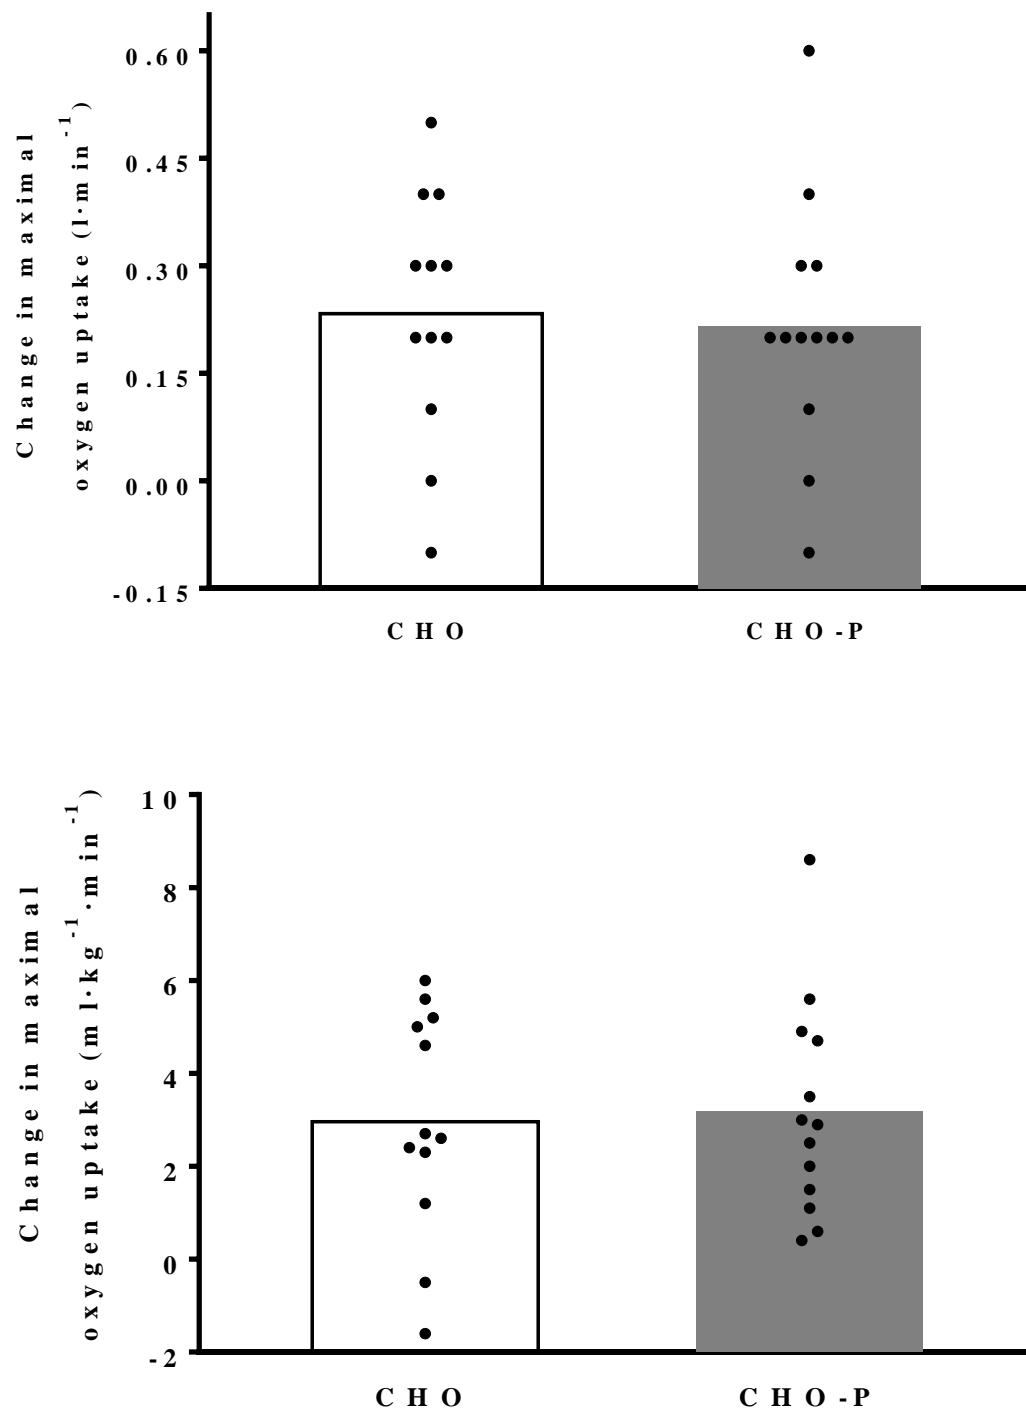 Change in maximal
oxygen uptake (l·min⁻¹)
0.60
0.45
0.30
0.15
0.00
-0.15
CHO
CHO-P
Change in maximal
oxygen uptake (ml·kg⁻¹·min⁻¹)
10
8
6
4
2
0
-2
CHO
CHO-P